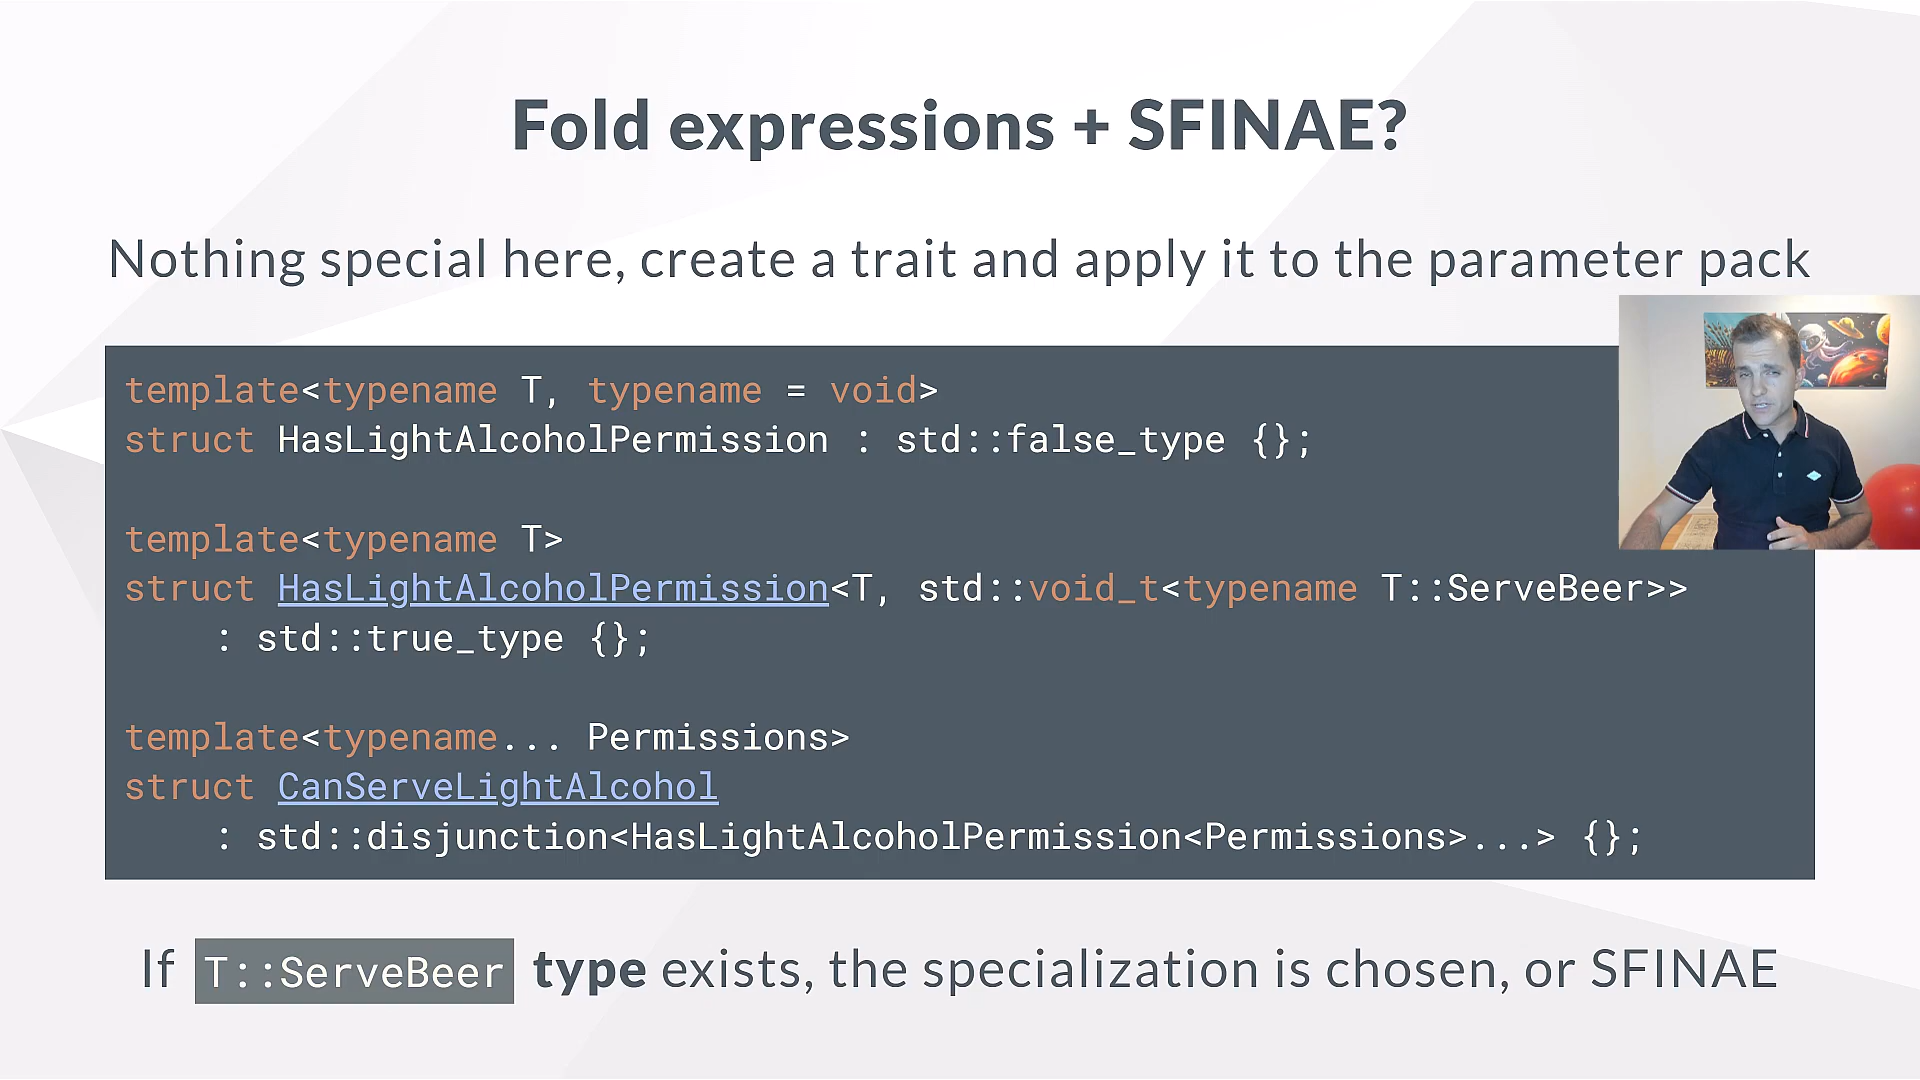 Fold expressions + SFINAE?
Nothing special here, create a trait and apply it to the parameter pack
template<typename T, typename = void>
struct HasLightAlcoholPermission : std::false_type {};
template<typename T>
struct HasLightAlcoholPermission<T, std::void_t<typename T::ServeBeer>>
    : std::true_type {};
template<typename... Permissions>
struct CanServeLightAlcohol
    : std::disjunction<HasLightAlcoholPermission<Permissions>...> {};
If T::ServeBeer type exists, the specialization is chosen, or SFINAE